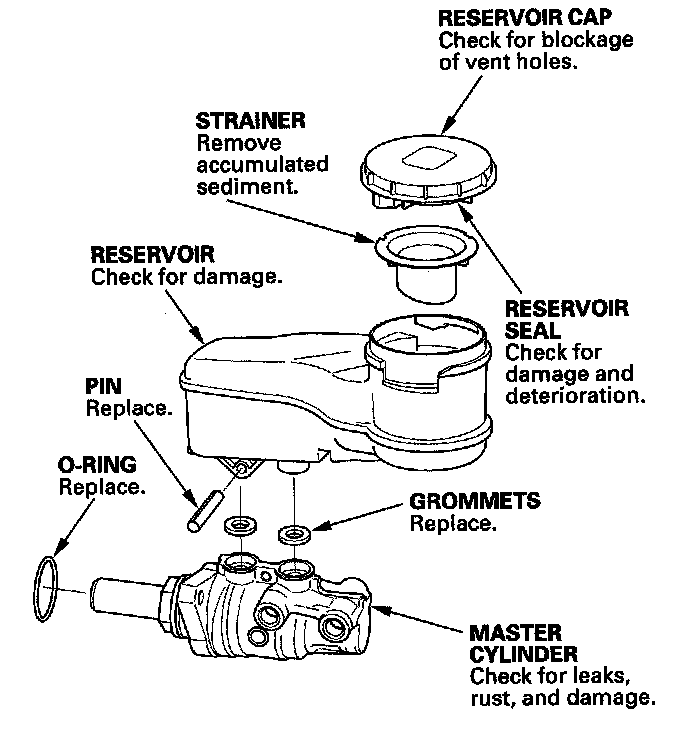 RESERVOIR CAP
Check for blockage
of vent holes.
STRAINER
Remove
accumulated
sediment.
RESERVOIR
Check for damage.
RESERVOIR
SEAL
Check for
damage and
deterioration.
PIN
Replace.
O-RING
Replace.
GROMMETS
Replace.
MASTER
CYLINDER
Check for leaks,
rust, and damage.